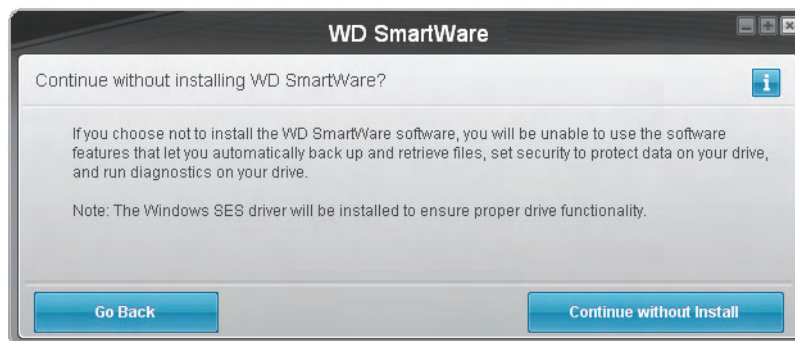 WD SmartWare
Continue without installing WD SmartWare?
If you choose not to install the WD SmartWare software, you will be unable to use the software
features that let you automatically back up and retrieve files, set security to protect data on your drive,
and run diagnostics on your drive.
Note: The Windows SES driver will be installed to ensure proper drive functionality.
Go Back
Continue without Install